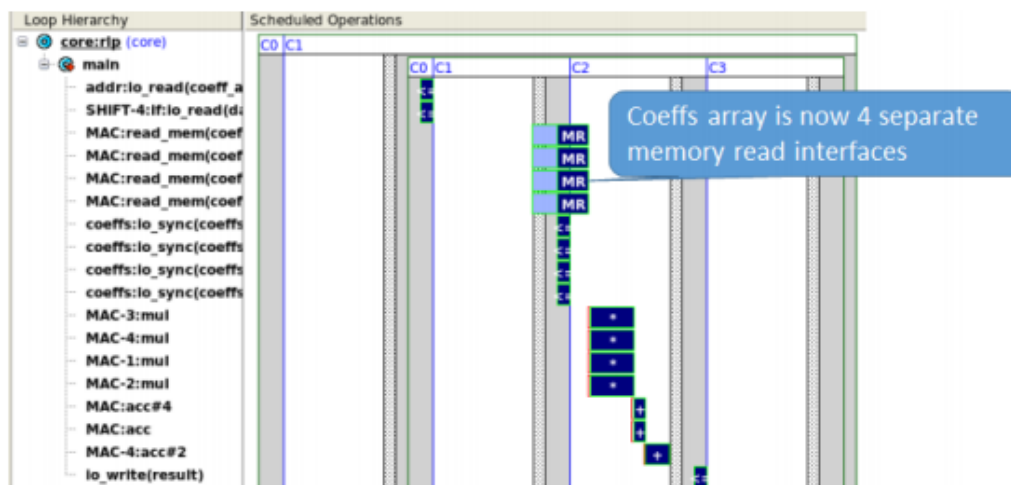 Loop Hierarchy
Scheduled Operations
core:rlp (core)
C0 C1
main
C0 C1 C2 C3
addr:io_read(coeff_a
SHIFT-4:if:io_read(da
MAC:read_mem(coef
MR
MAC:read_mem(coef
MR
MAC:read_mem(coef
MR
MAC:read_mem(coef
MR
Coeffs array is now 4 separate
memory read interfaces
coeffs:io_sync(coeffs
coeffs:io_sync(coeffs
coeffs:io_sync(coeffs
coeffs:io_sync(coeffs
MAC-3:mul
*
MAC-4:mul
*
MAC-1:mul
*
MAC-2:mul
*
MAC:acc#4
+
MAC:acc
+
MAC-4:acc#2
+
io_write(result)